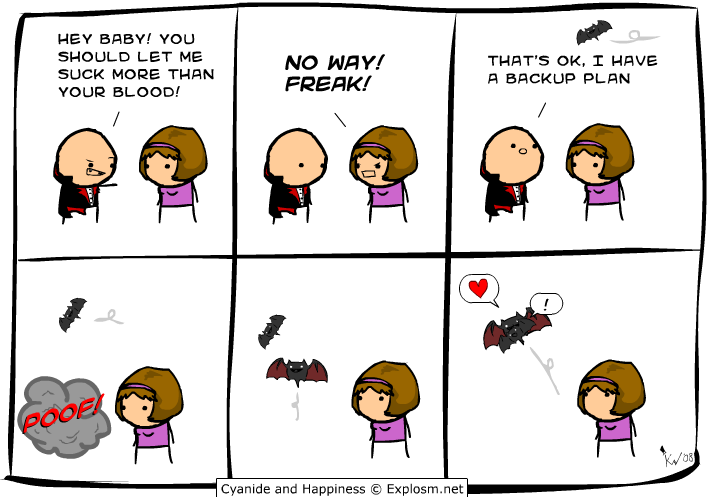 HEY BABY! YOU
SHOULD LET ME
SUCK MORE THAN
YOUR BLOOD!
NO WAY!
FREAK!
THAT'S OK, I HAVE
A BACKUP PLAN
POOF!
!
Cyanide and Happiness © Explosm.net